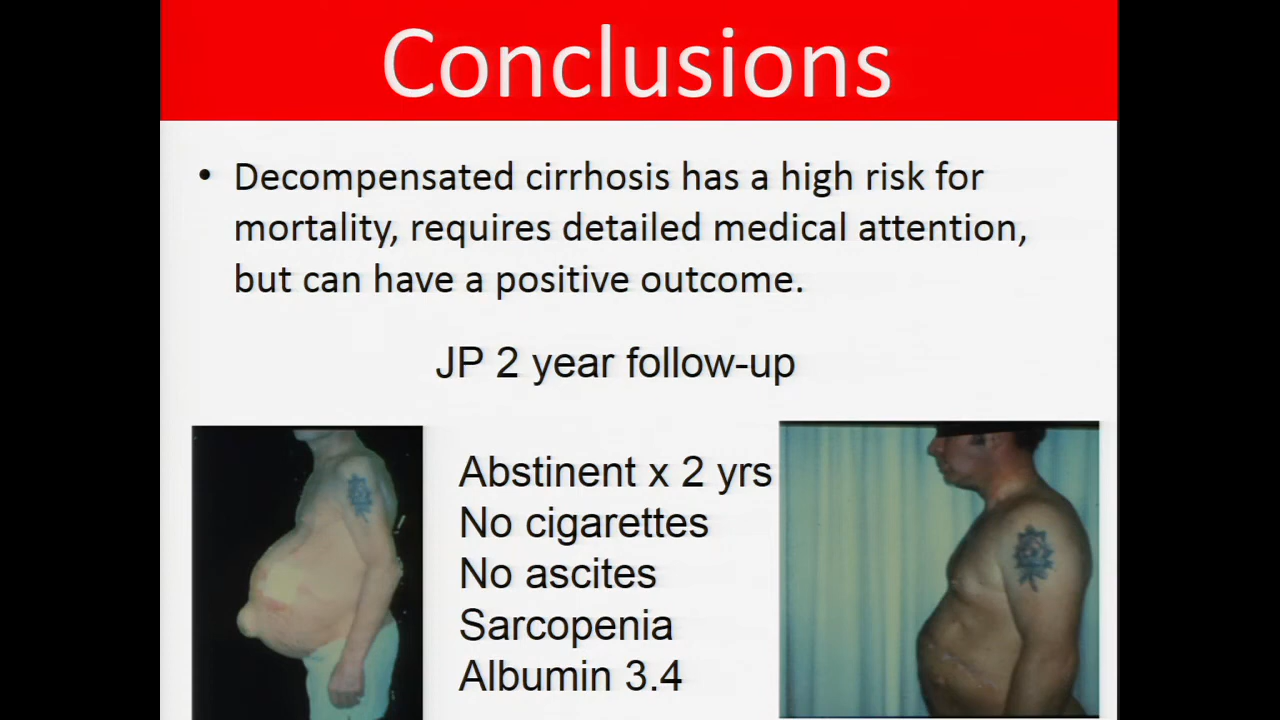 Conclusions
• Decompensated cirrhosis has a high risk for
mortality, requires detailed medical attention,
but can have a positive outcome.
JP 2 year follow-up
Abstinent x 2 yrs
No cigarettes
No ascites
Sarcopenia
Albumin 3.4